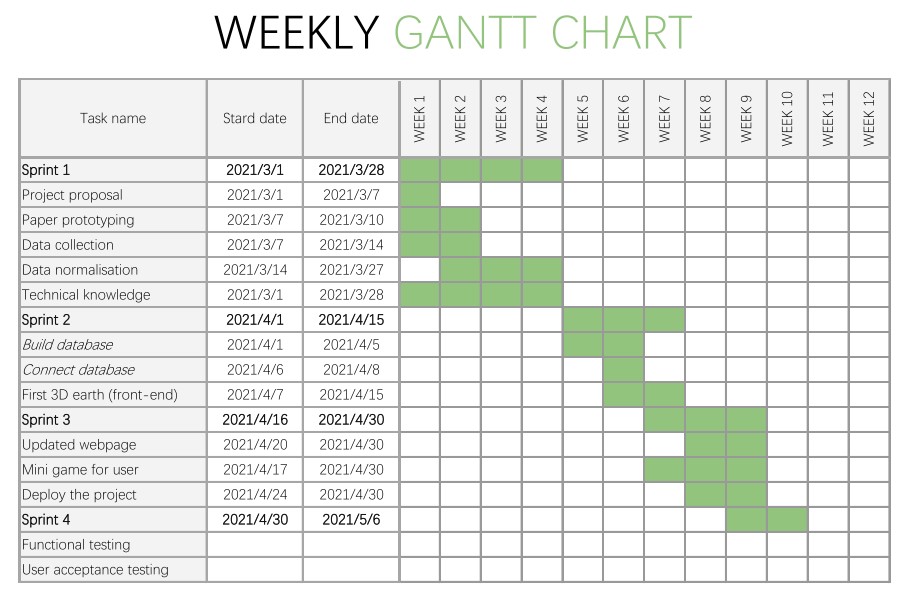 WEEKLY GANTT CHART
Task name Stard date End date WEEK 1 WEEK 2 WEEK 3 WEEK 4 WEEK 5 WEEK 6 WEEK 7 WEEK 8 WEEK 9 WEEK 10 WEEK 11 WEEK 12
Sprint 1 2021/3/1 2021/3/28
Project proposal 2021/3/1 2021/3/7
Paper prototyping 2021/3/7 2021/3/10
Data collection 2021/3/7 2021/3/14
Data normalisation 2021/3/14 2021/3/27
Technical knowledge 2021/3/1 2021/3/28
Sprint 2 2021/4/1 2021/4/15
Build database 2021/4/1 2021/4/5
Connect database 2021/4/6 2021/4/8
First 3D earth (front-end) 2021/4/7 2021/4/15
Sprint 3 2021/4/16 2021/4/30
Updated webpage 2021/4/20 2021/4/30
Mini game for user 2021/4/17 2021/4/30
Deploy the project 2021/4/24 2021/4/30
Sprint 4 2021/4/30 2021/5/6
Functional testing
User acceptance testing